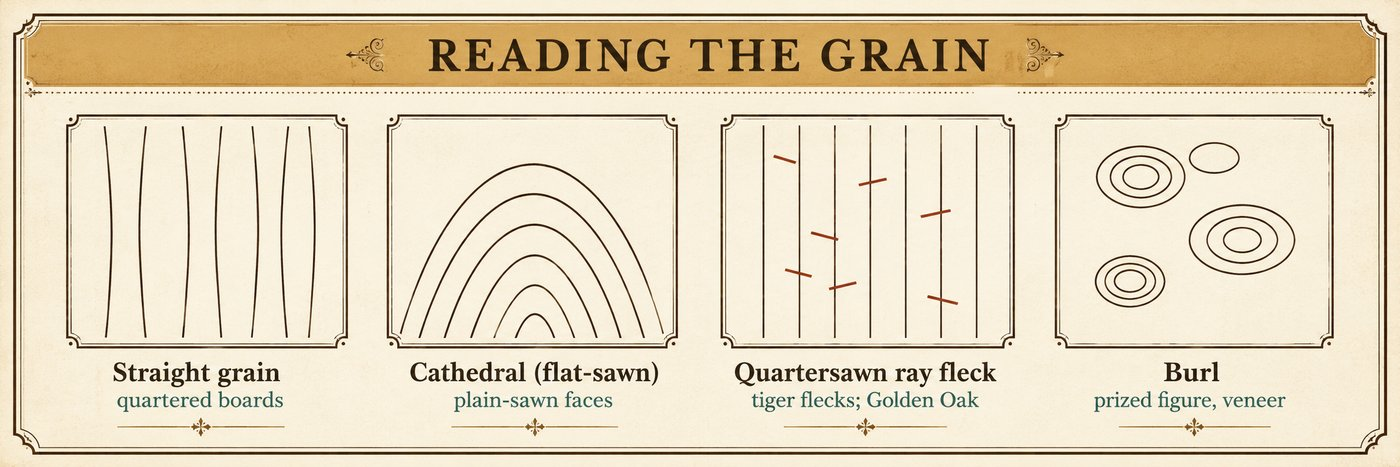 READING THE GRAIN
Straight grain
quartered boards
Cathedral (flat-sawn)
plain-sawn faces
Quartersawn ray fleck
tiger flecks; Golden Oak
Burl
prized figure, veneer